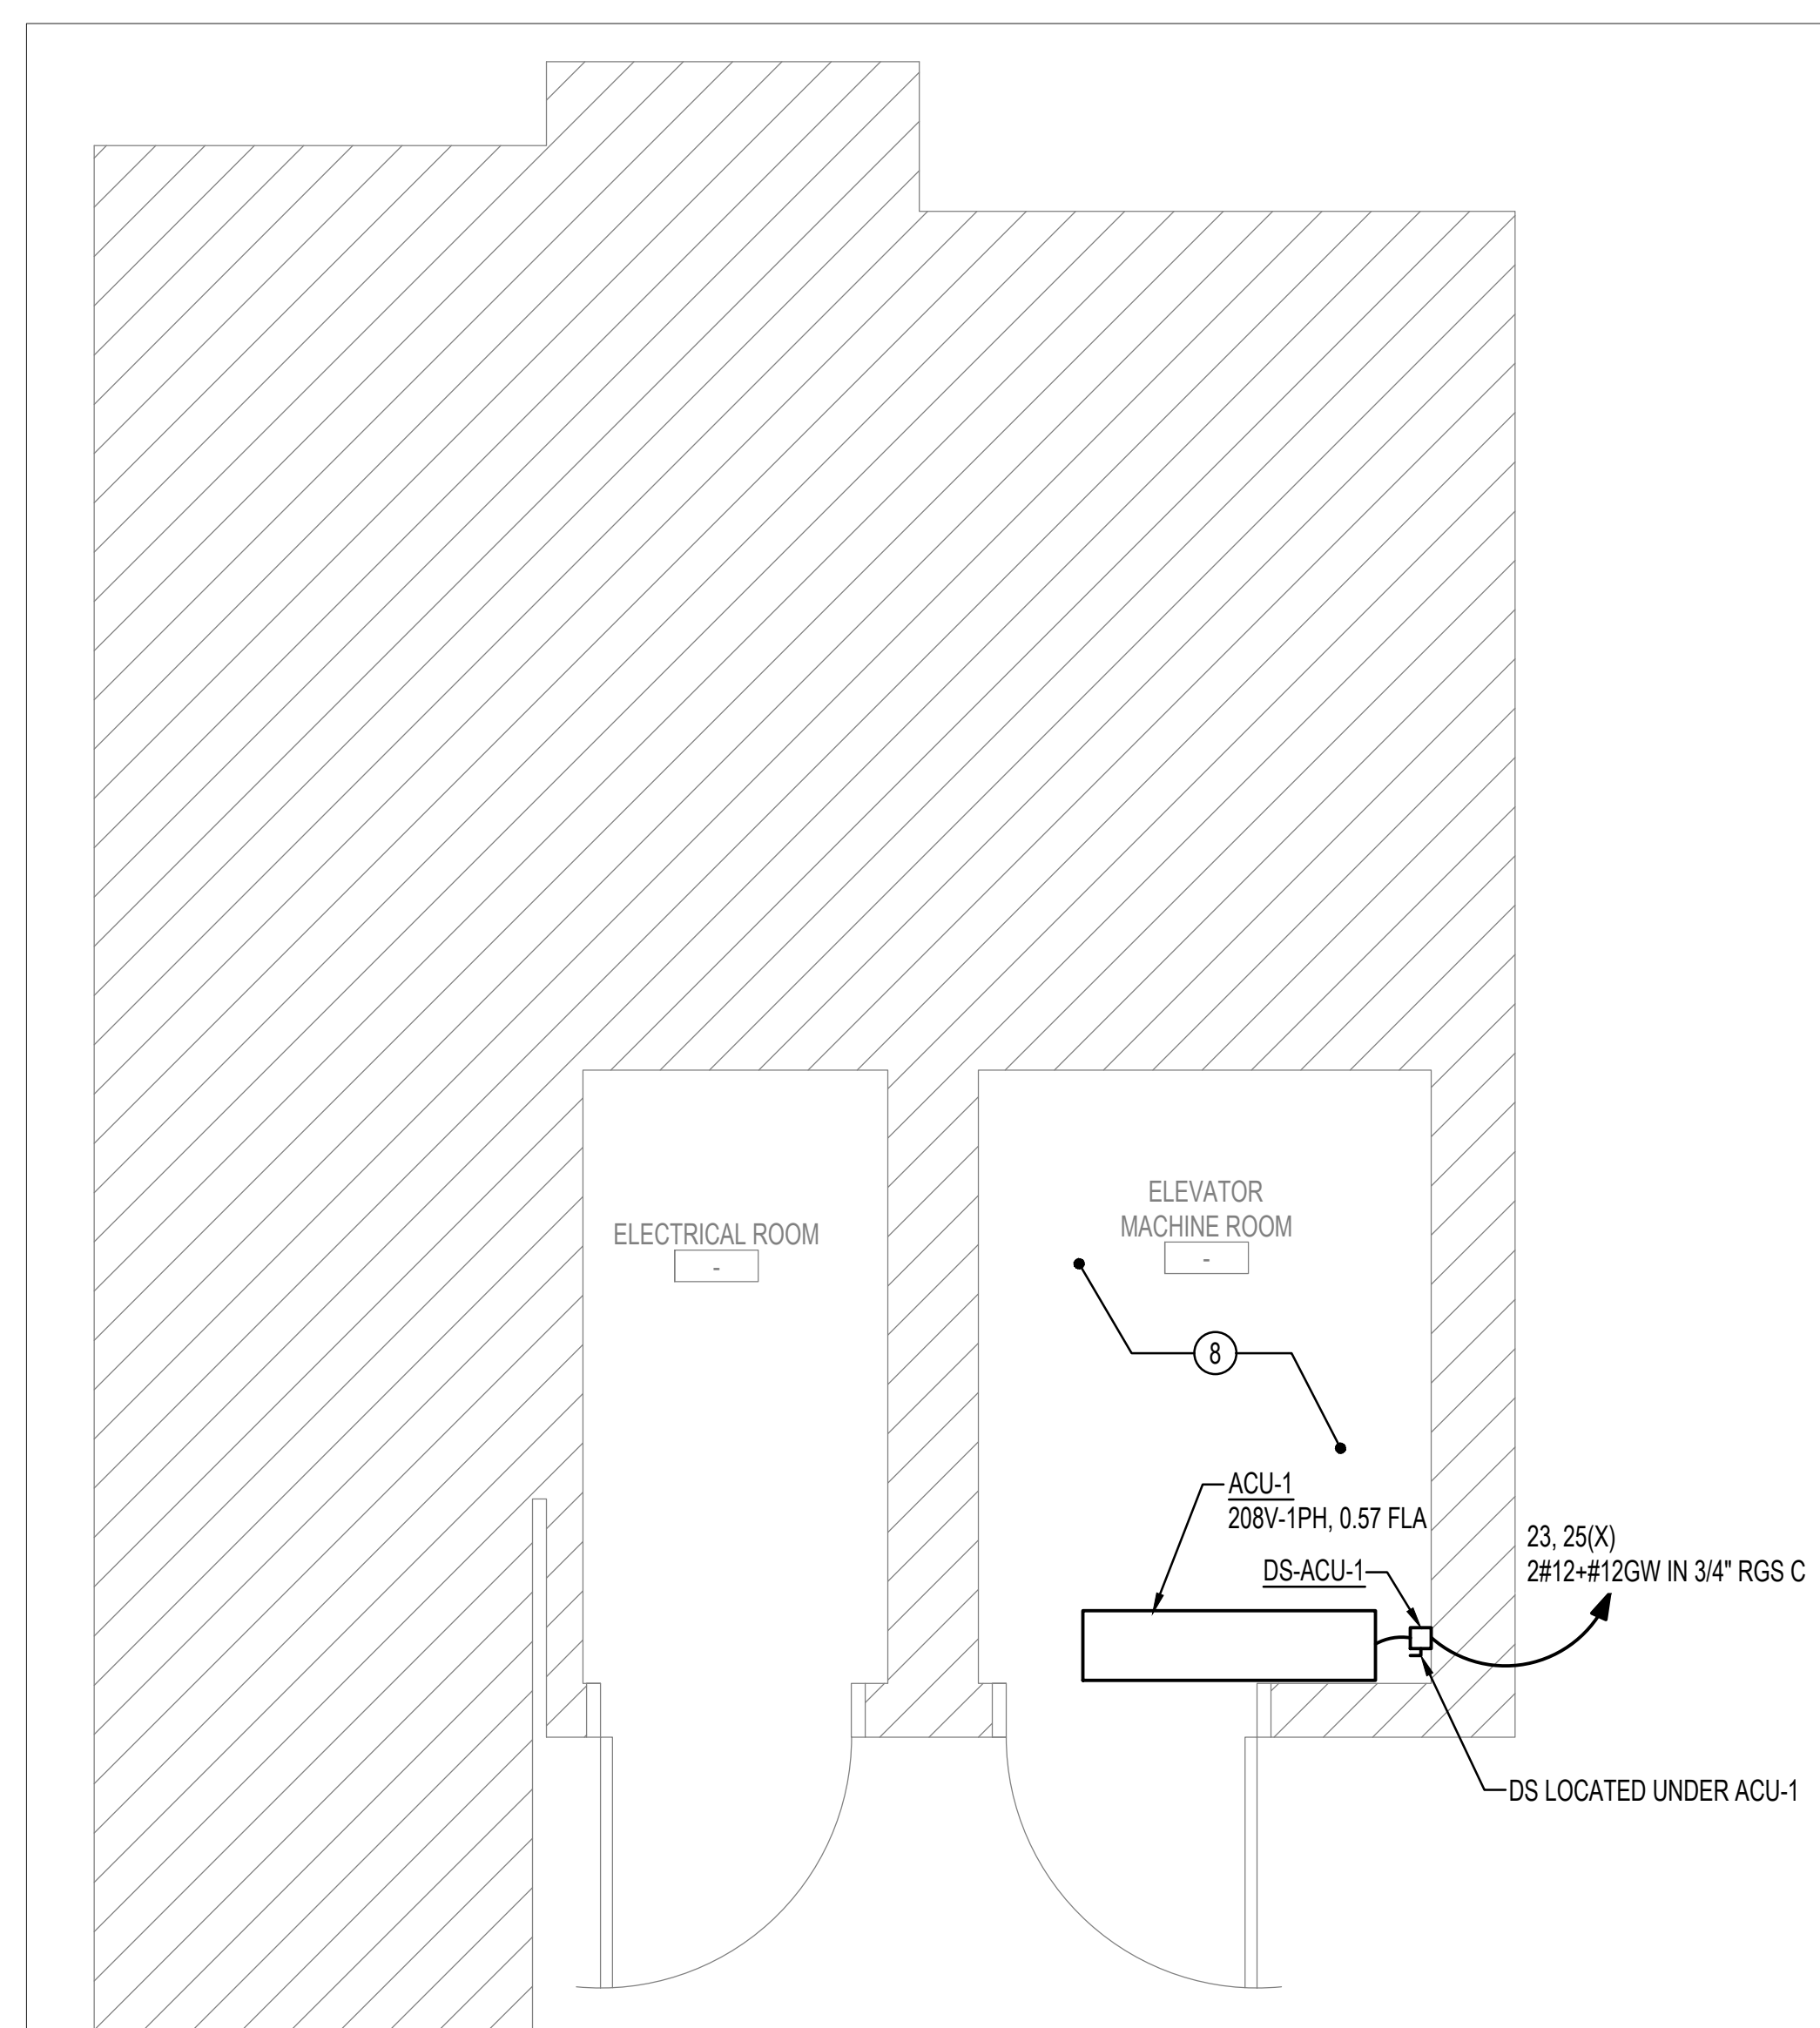 ELECTRICAL ROOM
-
ELEVATOR
MACHINE ROOM
-
8
ACU-1
208V-1PH, 0.57 FLA
DS-ACU-1
23, 25(X)
2#12+#12GW IN 3/4" RGS C
DS LOCATED UNDER ACU-1